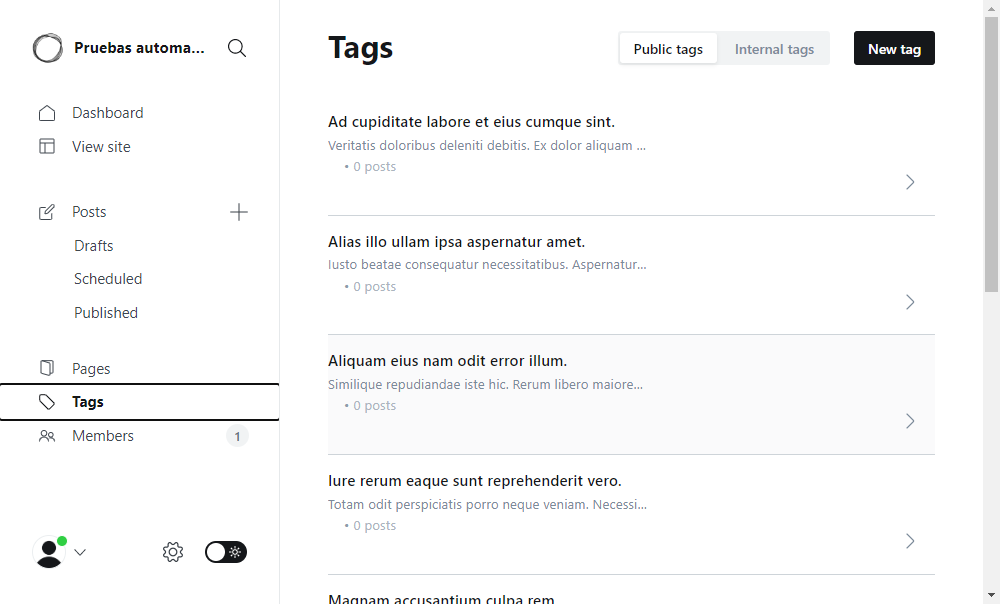 Pruebas automa...
Dashboard
View site
Posts
Drafts
Scheduled
Published
Pages
Tags
Members
1
Tags
Public tags
Internal tags
New tag
Ad cupiditate labore et eius cumque sint.
Veritatis doloribus deleniti debitis. Ex dolor aliquam ...
• 0 posts
Alias illo ullam ipsa aspernatur amet.
Iusto beatae consequatur necessitatibus. Aspernatur...
• 0 posts
Aliquam eius nam odit error illum.
Similique repudiandae iste hic. Rerum libero maiore...
• 0 posts
Iure rerum eaque sunt reprehenderit vero.
Totam odit perspiciatis porro neque veniam. Necessi...
• 0 posts
Magnam accusantium culpa rem